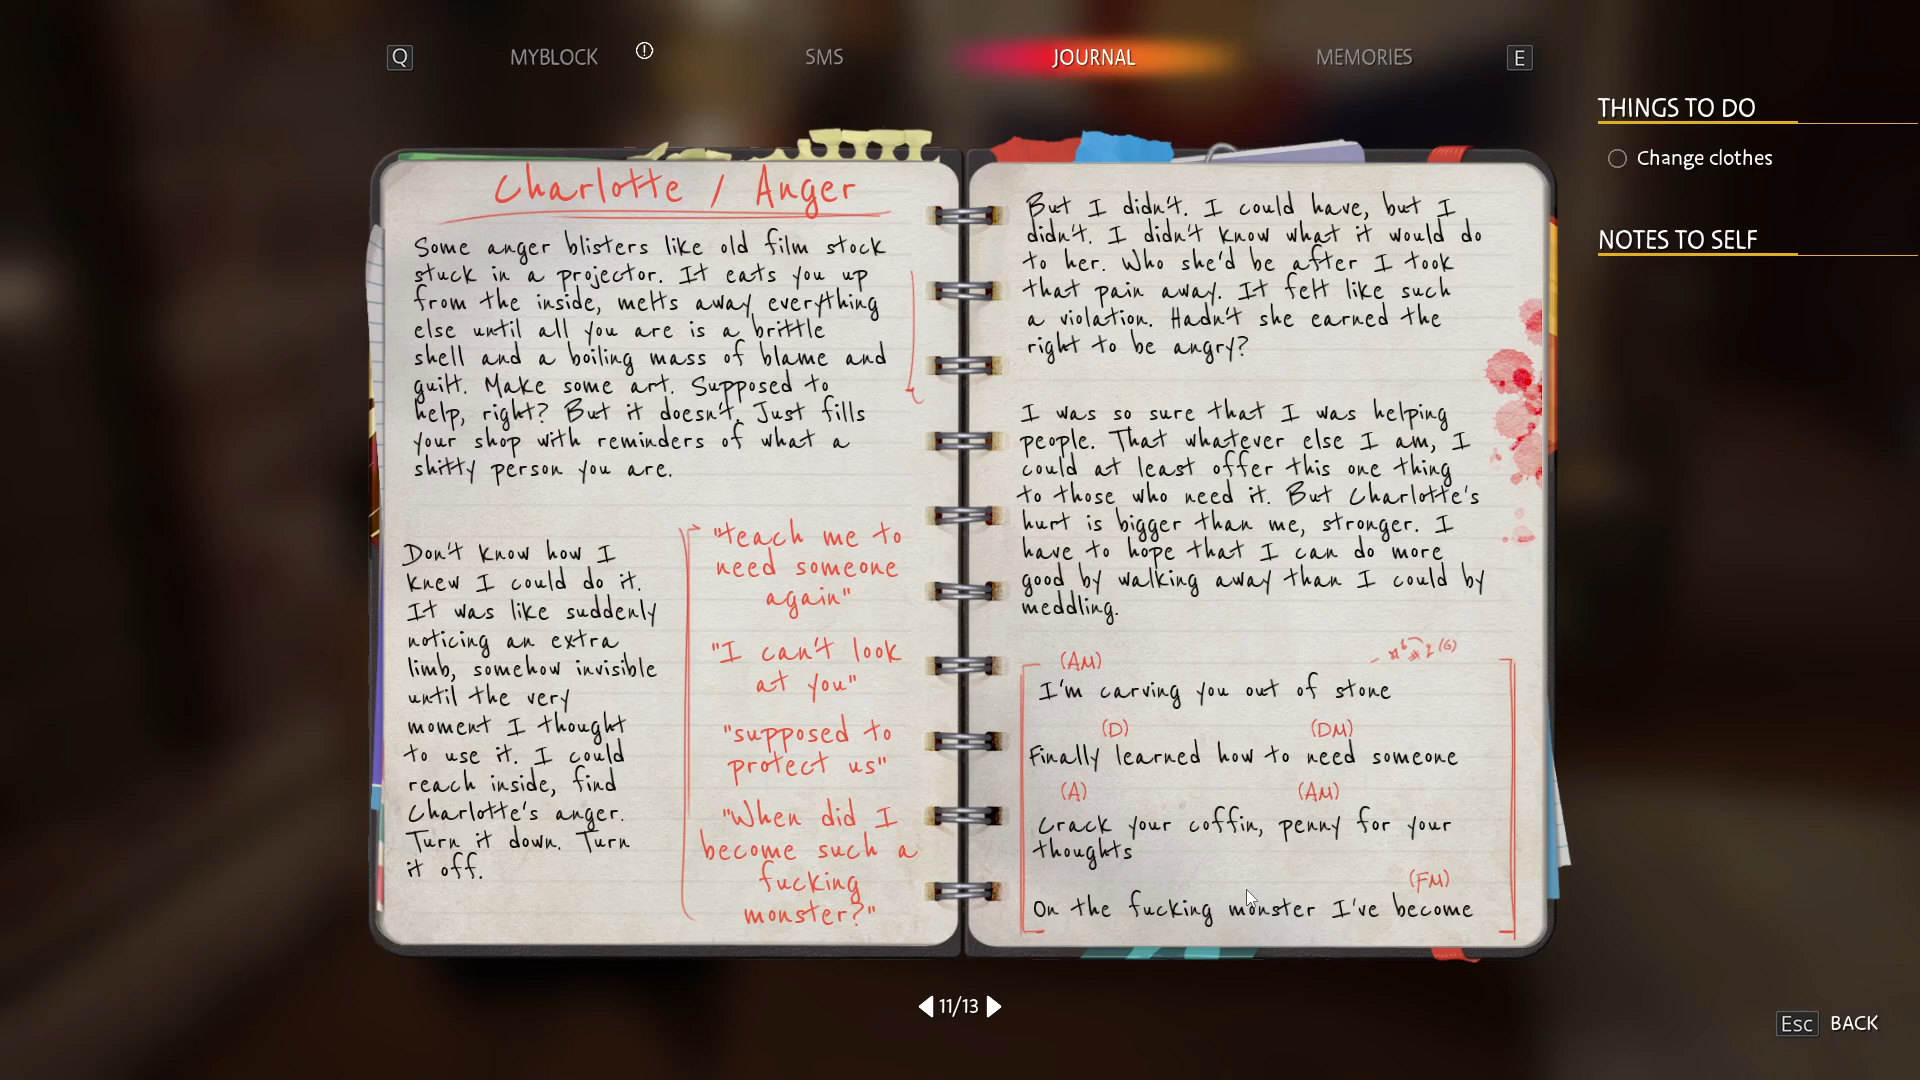 Q
MYBLOCK
SMS
JOURNAL
MEMORIES
E
THINGS TO DO
Change clothes
NOTES TO SELF
Charlotte / Anger
Some anger blisters like old film stock
stuck in a projector. It eats you up
from the inside, melts away everything
else until all you are is a brittle
shell and a boiling mass of blame and
guilt. Make some art. Supposed to
help, right? But it doesn't. Just fills
your shop with reminders of what a
shitty person you are.
Don't know how I
knew I could do it.
It was like suddenly
noticing an extra
limb, somehow invisible
until the very
moment I thought
to use it. I could
reach inside, find
Charlotte's anger.
Turn it down. Turn
it off.
"teach me to
need someone
again"
"I can't look
at you"
"supposed to
protect us"
"When did I
become such a
fucking
monster?"
But I didn't. I could have, but I
didn't. I didn't know what it would do
to her. Who she'd be after I took
that pain away. It felt like such
a violation. Hadn't she earned the
right to be angry?
I was so sure that I was helping
people. That whatever else I am, I
could at least offer this one thing
to those who need it. But Charlotte's
hurt is bigger than me, stronger. I
have to hope that I can do more
good by walking away than I could by
meddling.
(AM)
I'm carving you out of stone
(D) (DM)
Finally learned how to need someone
(A) (AM)
Crack your coffin, penny for your
thoughts
(FM)
On the fucking monster I've become
11/13
Esc BACK